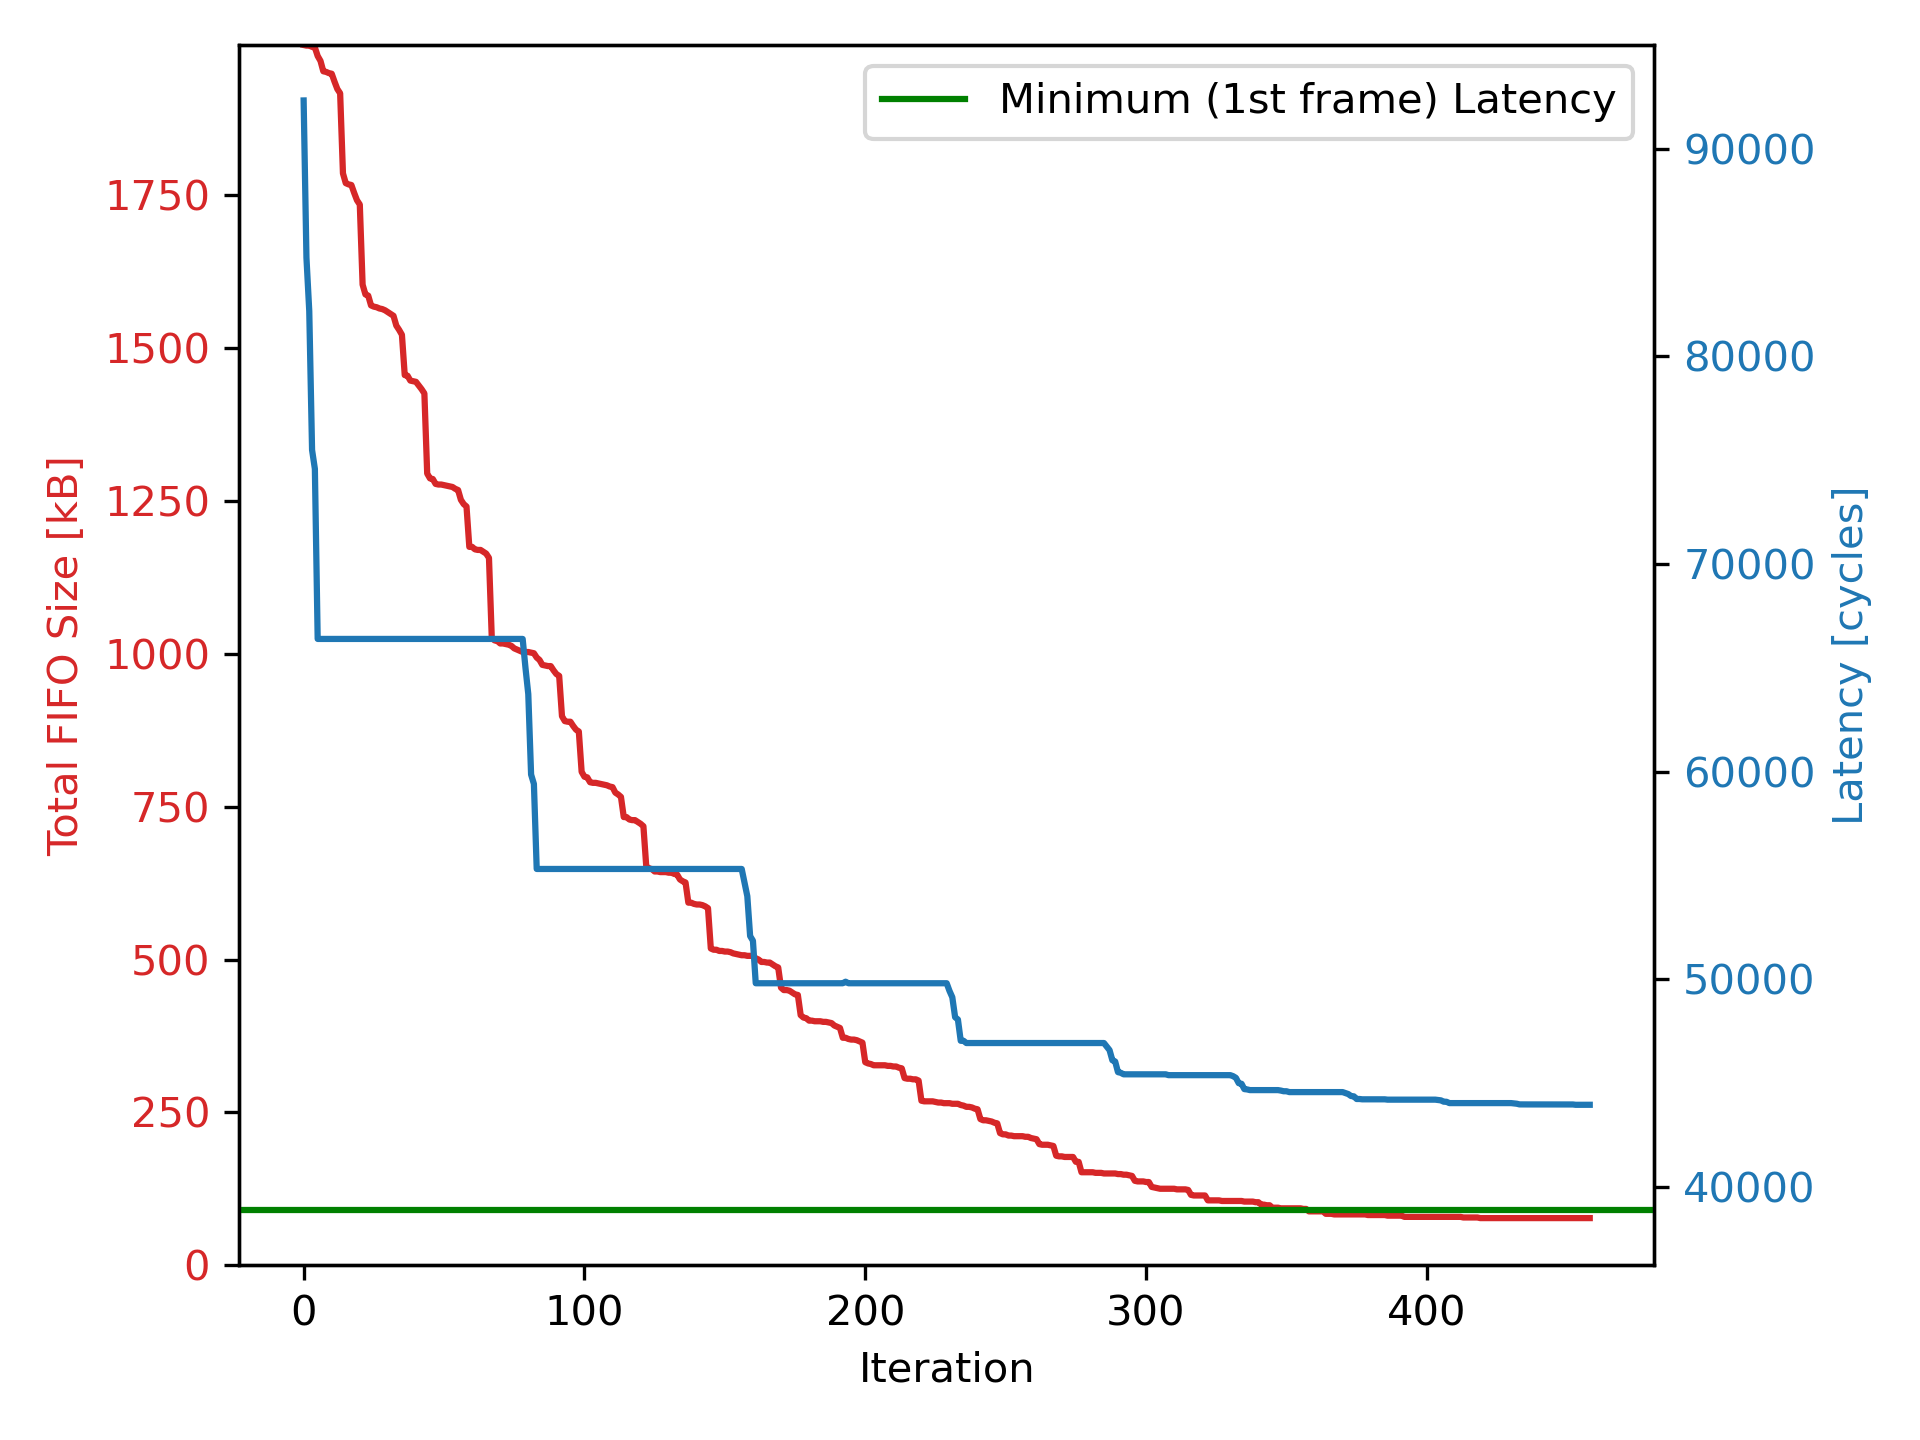 Minimum (1st frame) Latency
Total FIFO Size [kB]
1750
1500
1250
1000
750
500
250
0
90000
80000
70000
60000
50000
40000
Latency [cycles]
0 100 200 300 400
Iteration